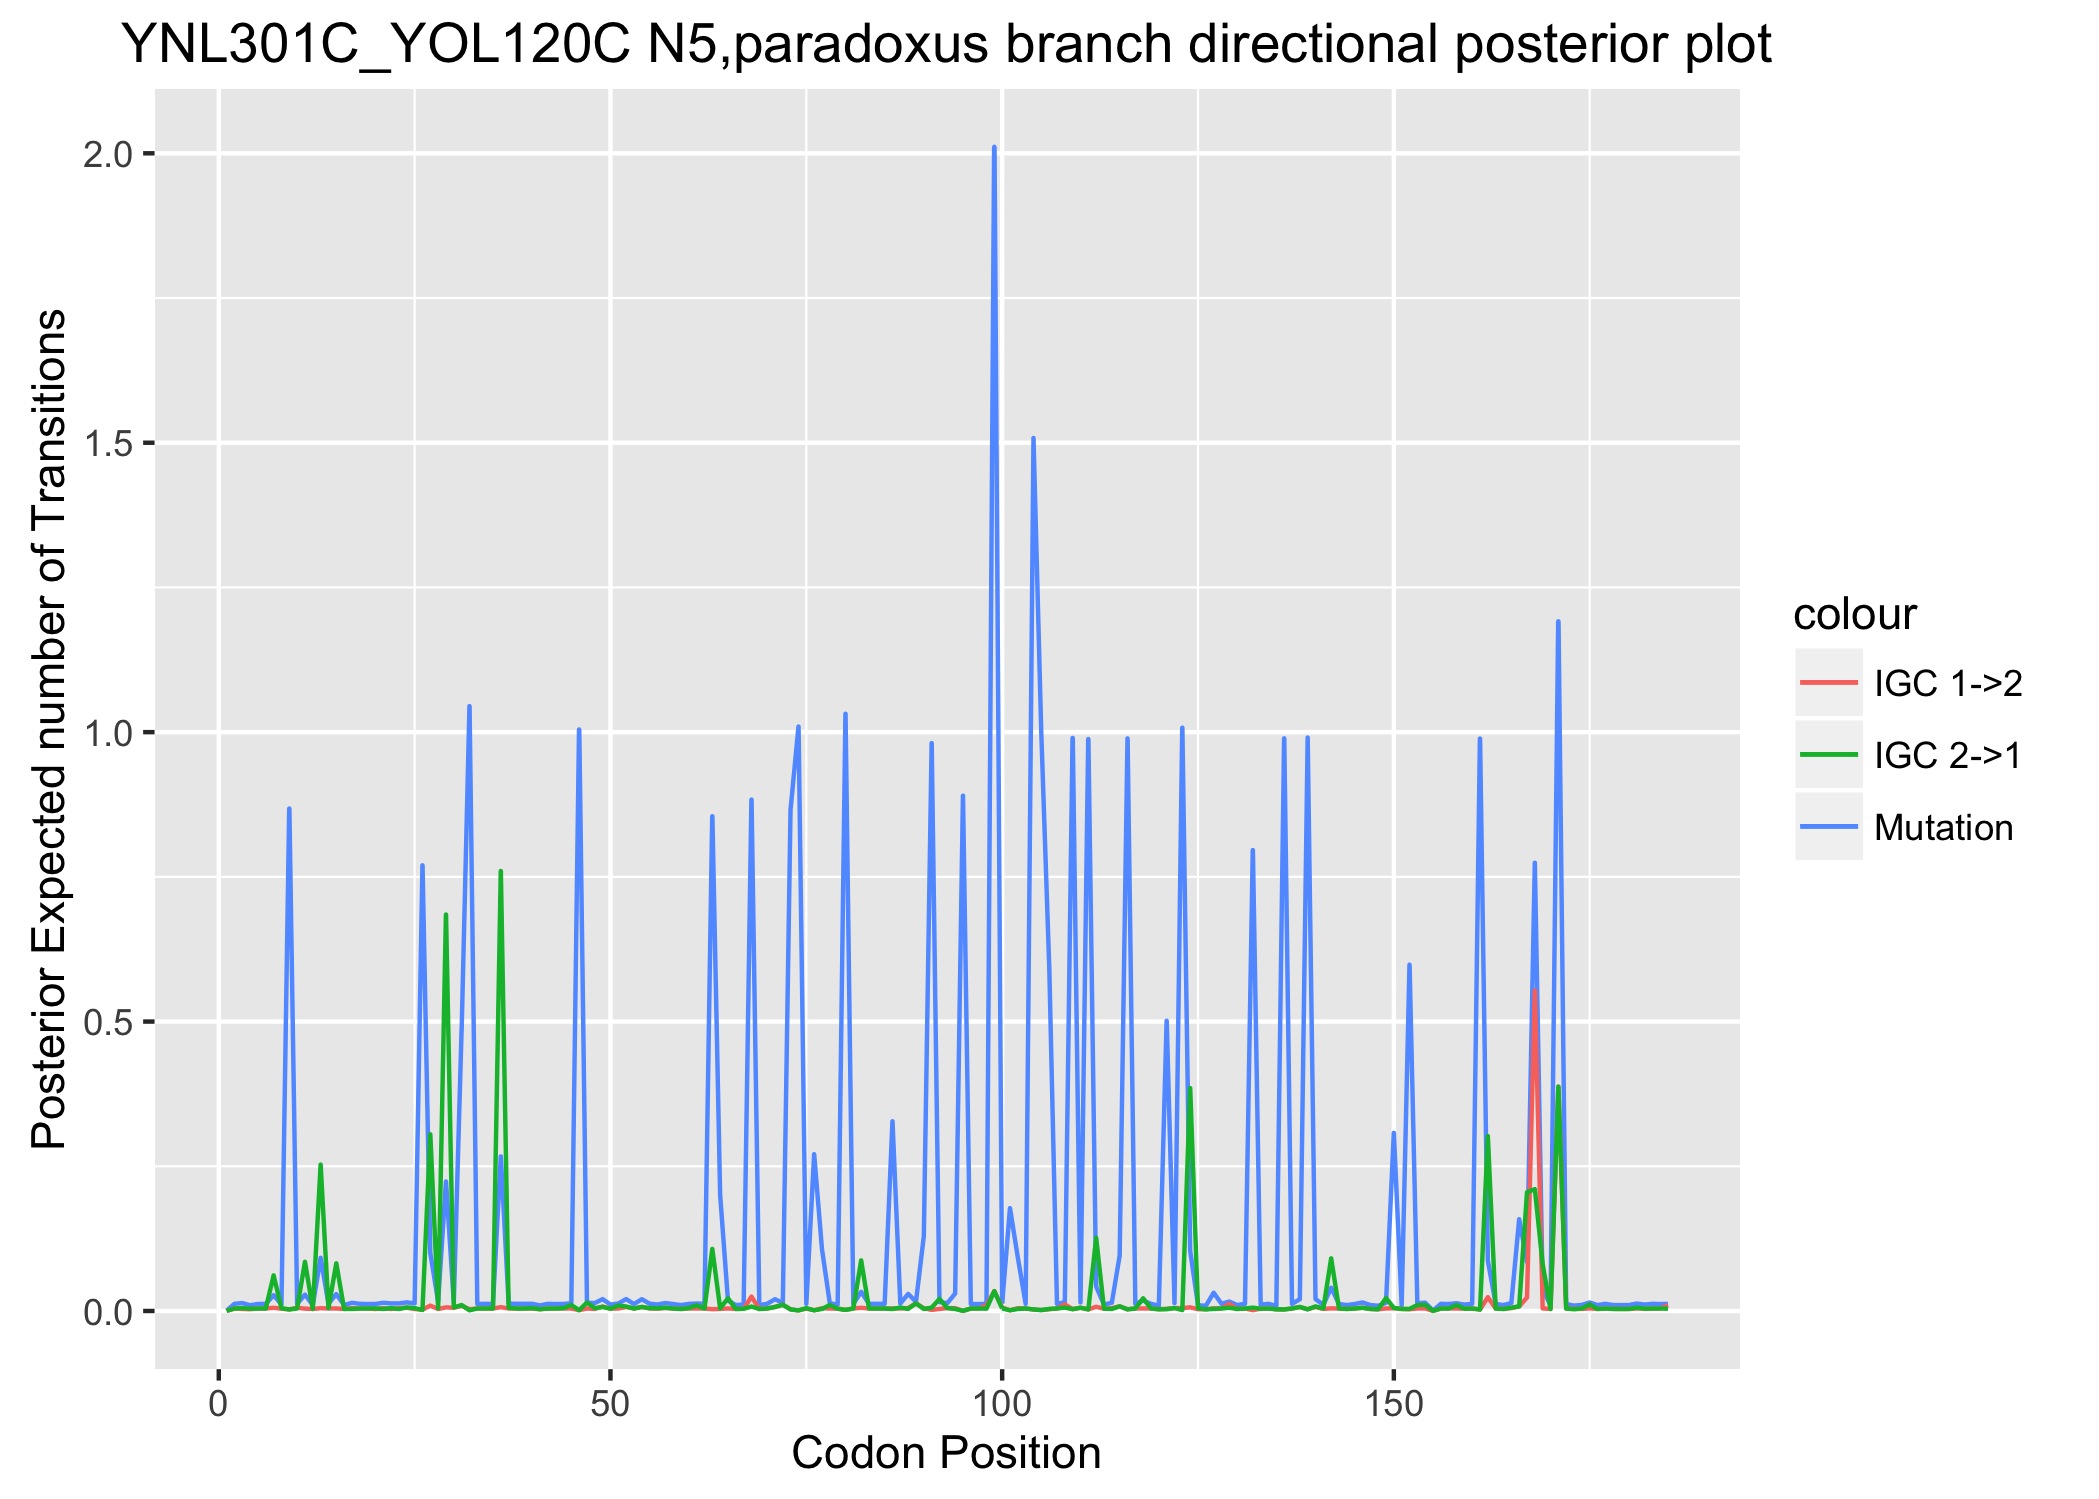 YNL301C_YOL120C N5,paradoxus branch directional posterior plot
Posterior Expected number of Transitions
2.0
1.5
1.0
0.5
0.0
0
50
100
150
Codon Position
colour
IGC 1->2
IGC 2->1
Mutation